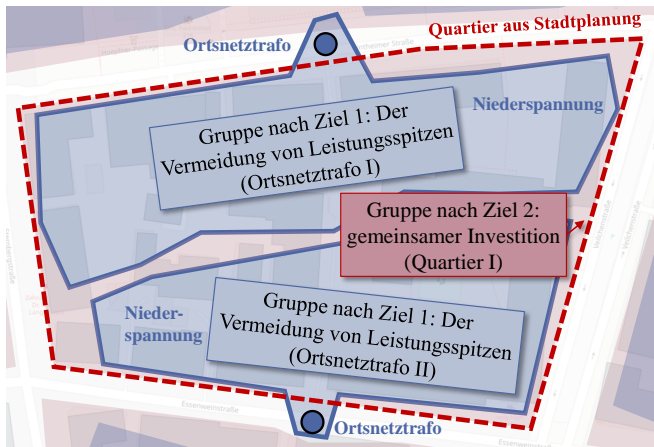 Quartier aus Stadtplanung
Ortsnetztrafo
Niederspannung
Gruppe nach Ziel 1: Der
Vermeidung von Leistungsspitzen
(Ortsnetztrafo I)
Gruppe nach Ziel 2:
gemeinsamer Investition
(Quartier I)
Nieder-
spannung
Gruppe nach Ziel 1: Der
Vermeidung von Leistungsspitzen
(Ortsnetztrafo II)
Essenweinstraße
Ortsnetztrafo